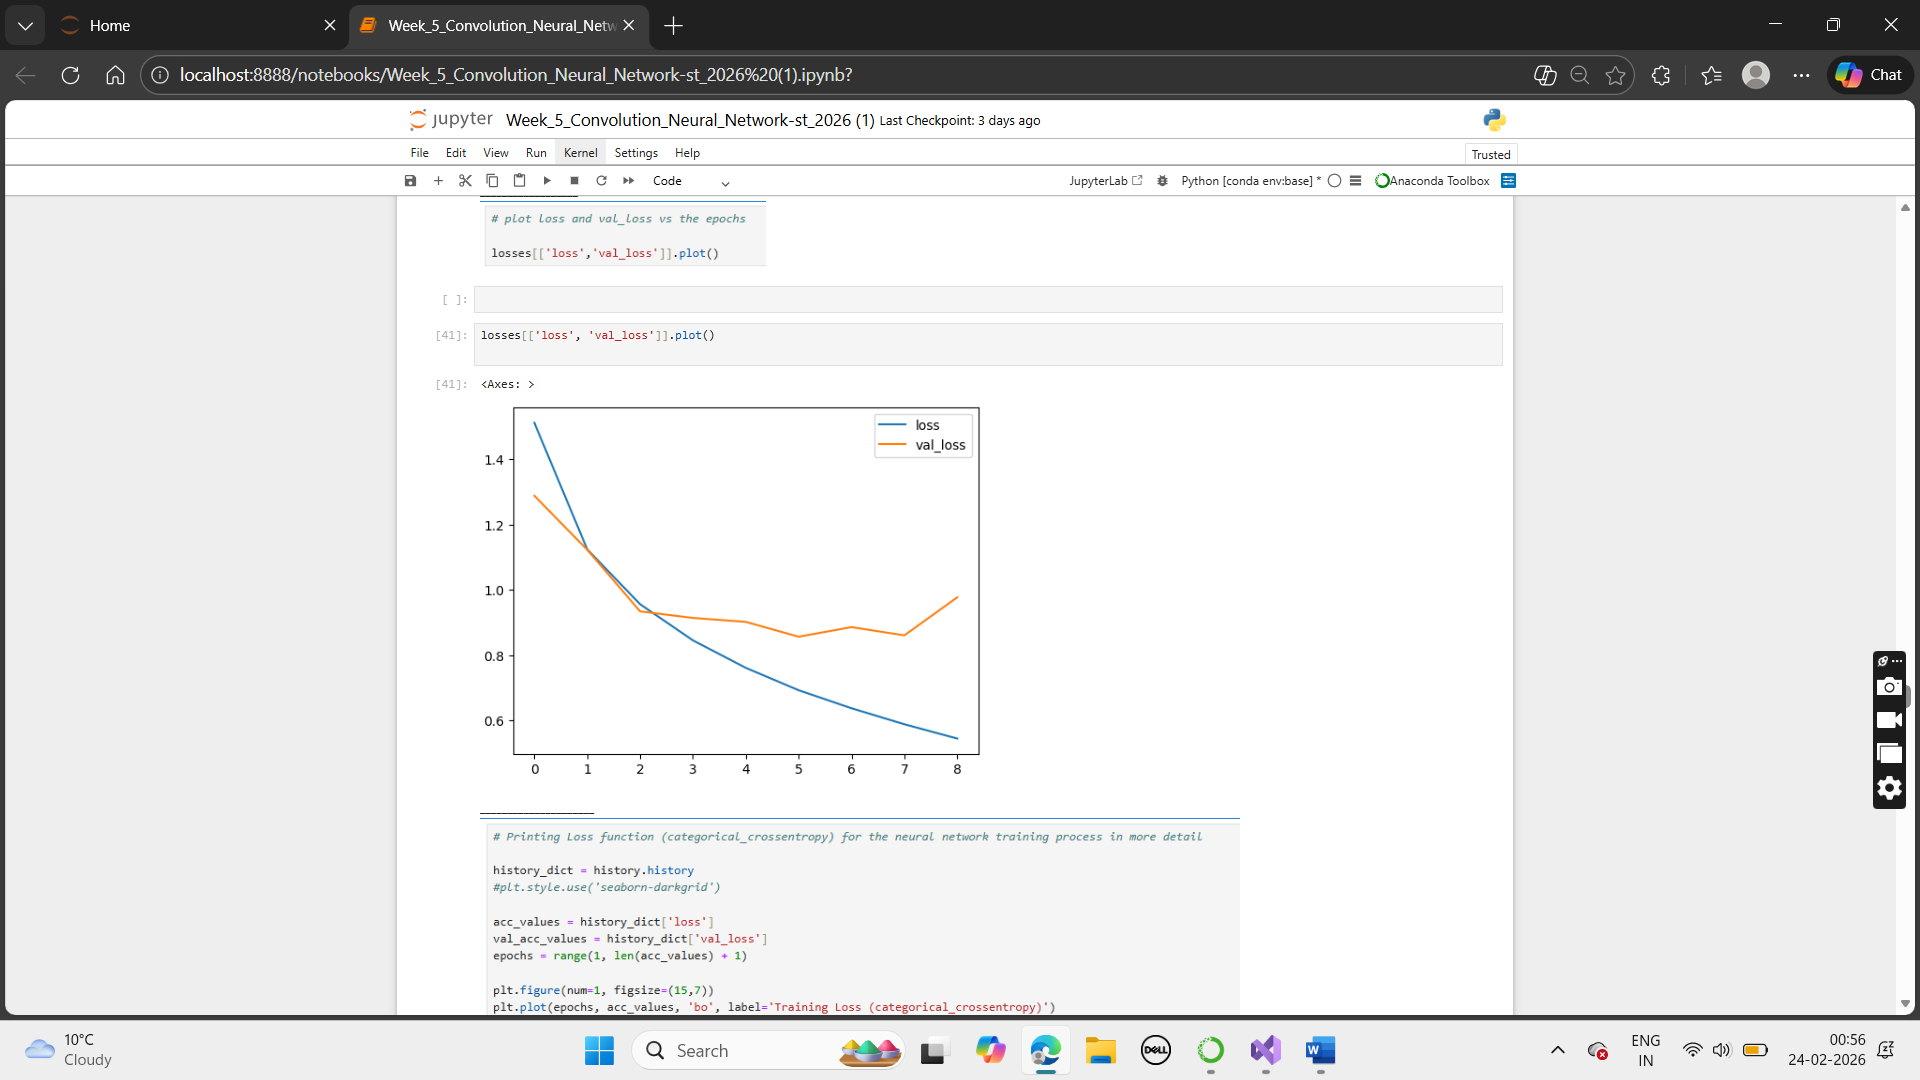 Home
Week_5_Convolution_Neural_Netw
localhost:8888/notebooks/Week_5_Convolution_Neural_Network-st_2026%20(1).ipynb?
Chat
jupyter Week_5_Convolution_Neural_Network-st_2026 (1) Last Checkpoint: 3 days ago
File Edit View Run Kernel Settings Help
Trusted
Code
JupyterLab
Python [conda env:base] *
Anaconda Toolbox
# plot loss and val_loss vs the epochs
losses[['loss','val_loss']].plot()
[ ]:
[41]: losses[['loss', 'val_loss']].plot()
[41]: <Axes: >
loss
val_loss
1.4
1.2
1.0
0.8
0.6
0 1 2 3 4 5 6 7 8
# Printing Loss function (categorical_crossentropy) for the neural network training process in more detail
history_dict = history.history
#plt.style.use('seaborn-darkgrid')
acc_values = history_dict['loss']
val_acc_values = history_dict['val_loss']
epochs = range(1, len(acc_values) + 1)
plt.figure(num=1, figsize=(15,7))
plt.plot(epochs, acc_values, 'bo', label='Training Loss (categorical_crossentropy)')
10°C
Cloudy
Search
DELL
W
ENG
IN
00:56
24-02-2026